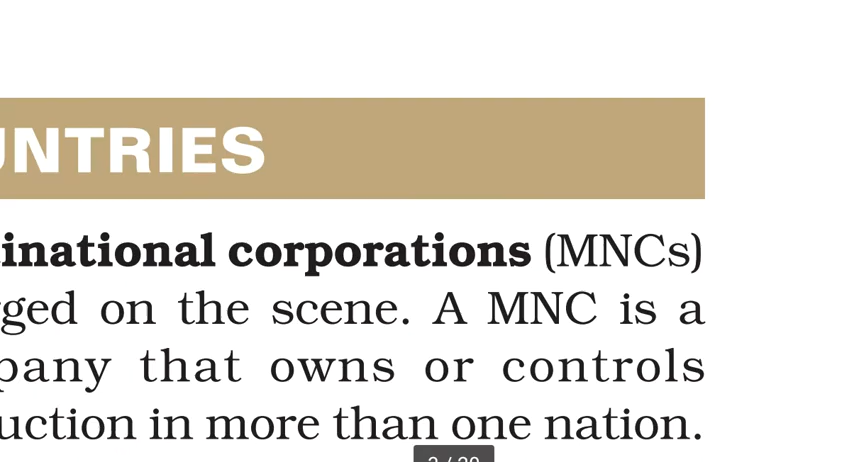 UNTRIES
inational corporations (MNCs)
ged on the scene. A MNC is a
pany that owns or controls
uction in more than one nation.